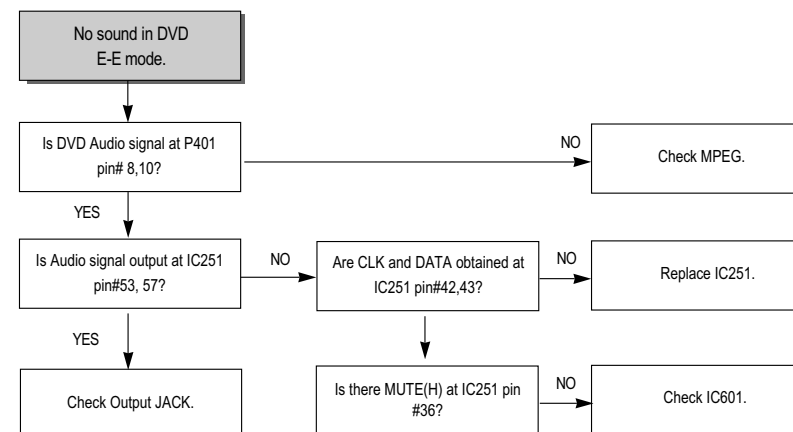 No sound in DVD
E-E mode.
Is DVD Audio signal at P401
pin# 8,10?
NO
Check MPEG.
YES
Is Audio signal output at IC251
pin#53, 57?
NO
Are CLK and DATA obtained at
IC251 pin#42,43?
NO
Replace IC251.
YES
Check Output JACK.
Is there MUTE(H) at IC251 pin
#36?
NO
Check IC601.